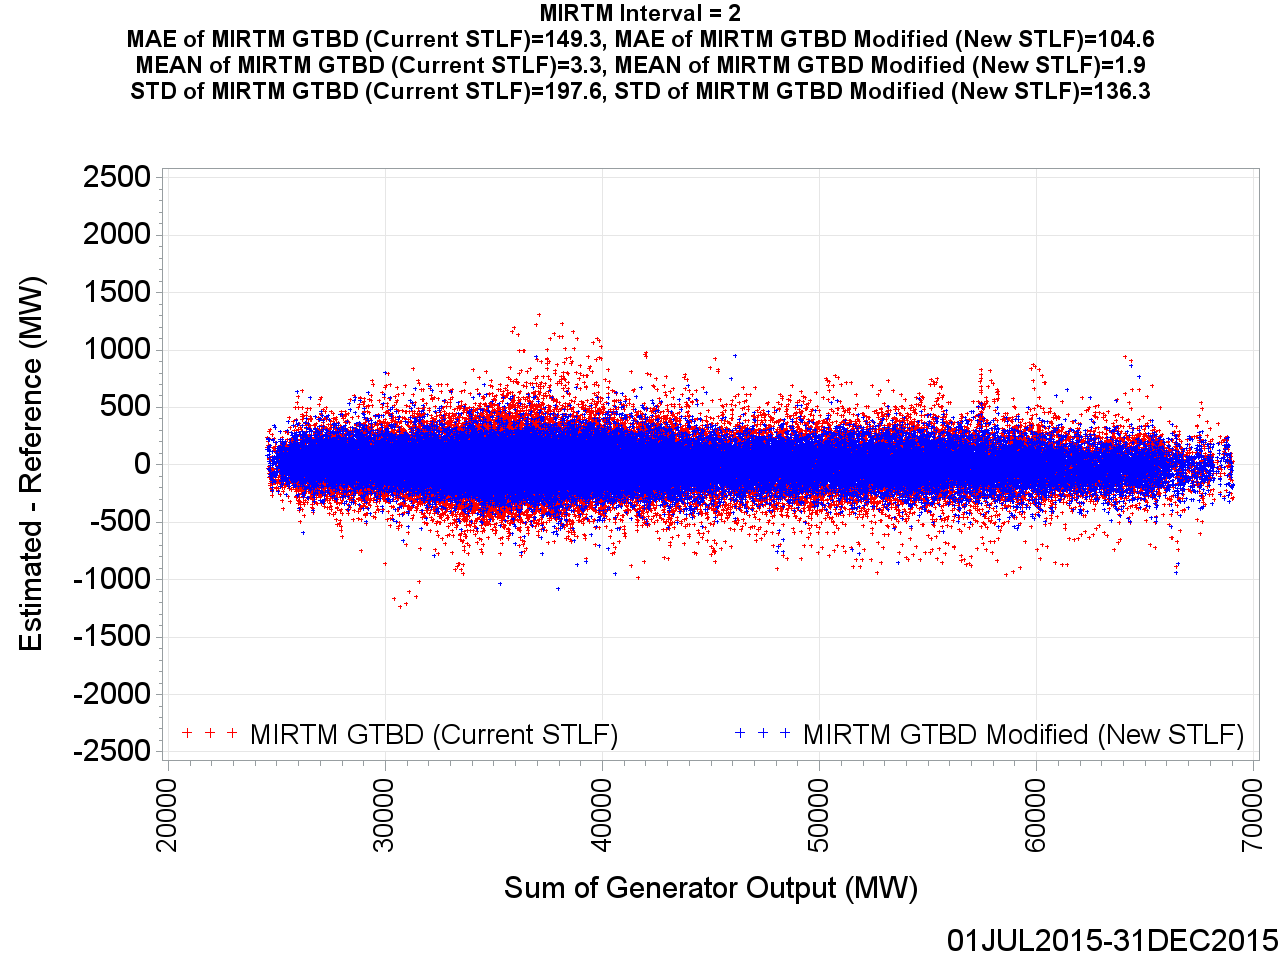 MIRTM Interval = 2
MAE of MIRTM GTBD (Current STLF)=149.3, MAE of MIRTM GTBD Modified (New STLF)=104.6
MEAN of MIRTM GTBD (Current STLF)=3.3, MEAN of MIRTM GTBD Modified (New STLF)=1.9
STD of MIRTM GTBD (Current STLF)=197.6, STD of MIRTM GTBD Modified (New STLF)=136.3
Estimated - Reference (MW)
2500
2000
1500
1000
500
0
-500
-1000
-1500
-2000
-2500
MIRTM GTBD (Current STLF)
MIRTM GTBD Modified (New STLF)
20000
30000
40000
50000
60000
70000
Sum of Generator Output (MW)
01JUL2015-31DEC2015